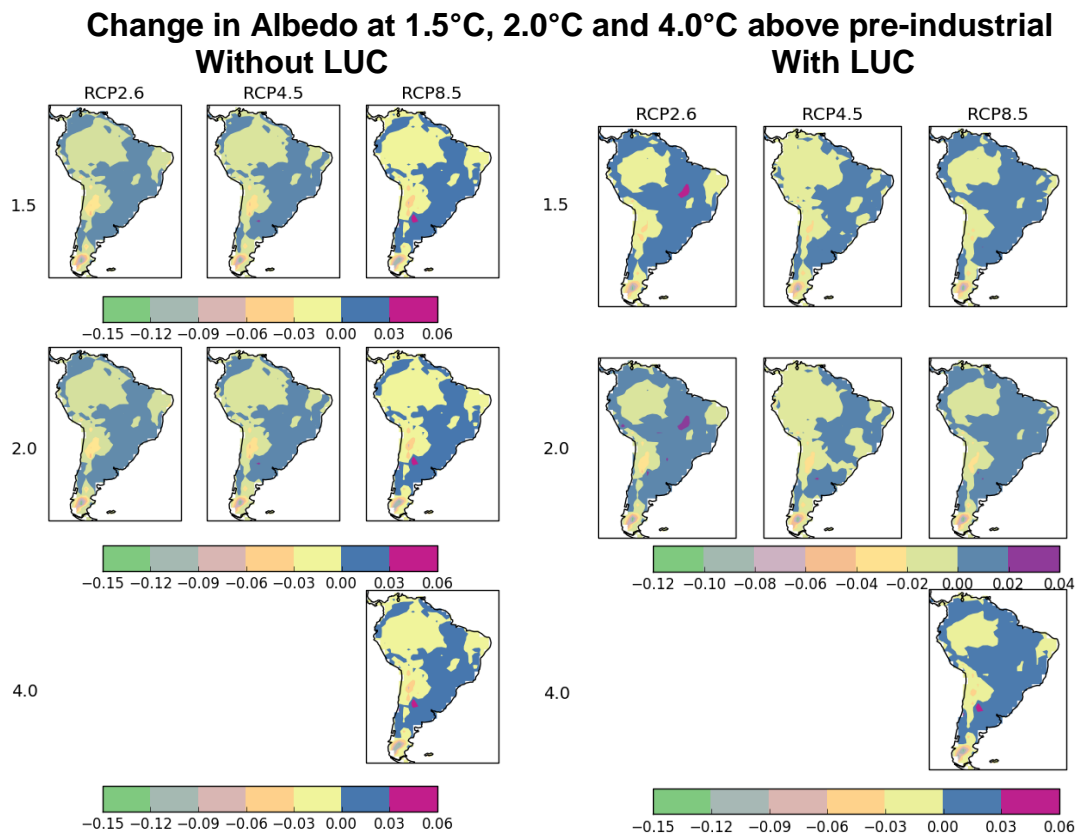 Change in Albedo at 1.5°C, 2.0°C and 4.0°C above pre-industrial
Without LUC With LUC
RCP2.6 RCP4.5 RCP8.5
RCP2.6 RCP4.5 RCP8.5
1.5
1.5
−0.15 −0.12 −0.09 −0.06 −0.03 0.00 0.03 0.06
2.0
2.0
−0.15 −0.12 −0.09 −0.06 −0.03 0.00 0.03 0.06
−0.12 −0.10 −0.08 −0.06 −0.04 −0.02 0.00 0.02 0.04
4.0
4.0
−0.15 −0.12 −0.09 −0.06 −0.03 0.00 0.03 0.06
−0.15 −0.12 −0.09 −0.06 −0.03 0.00 0.03 0.06